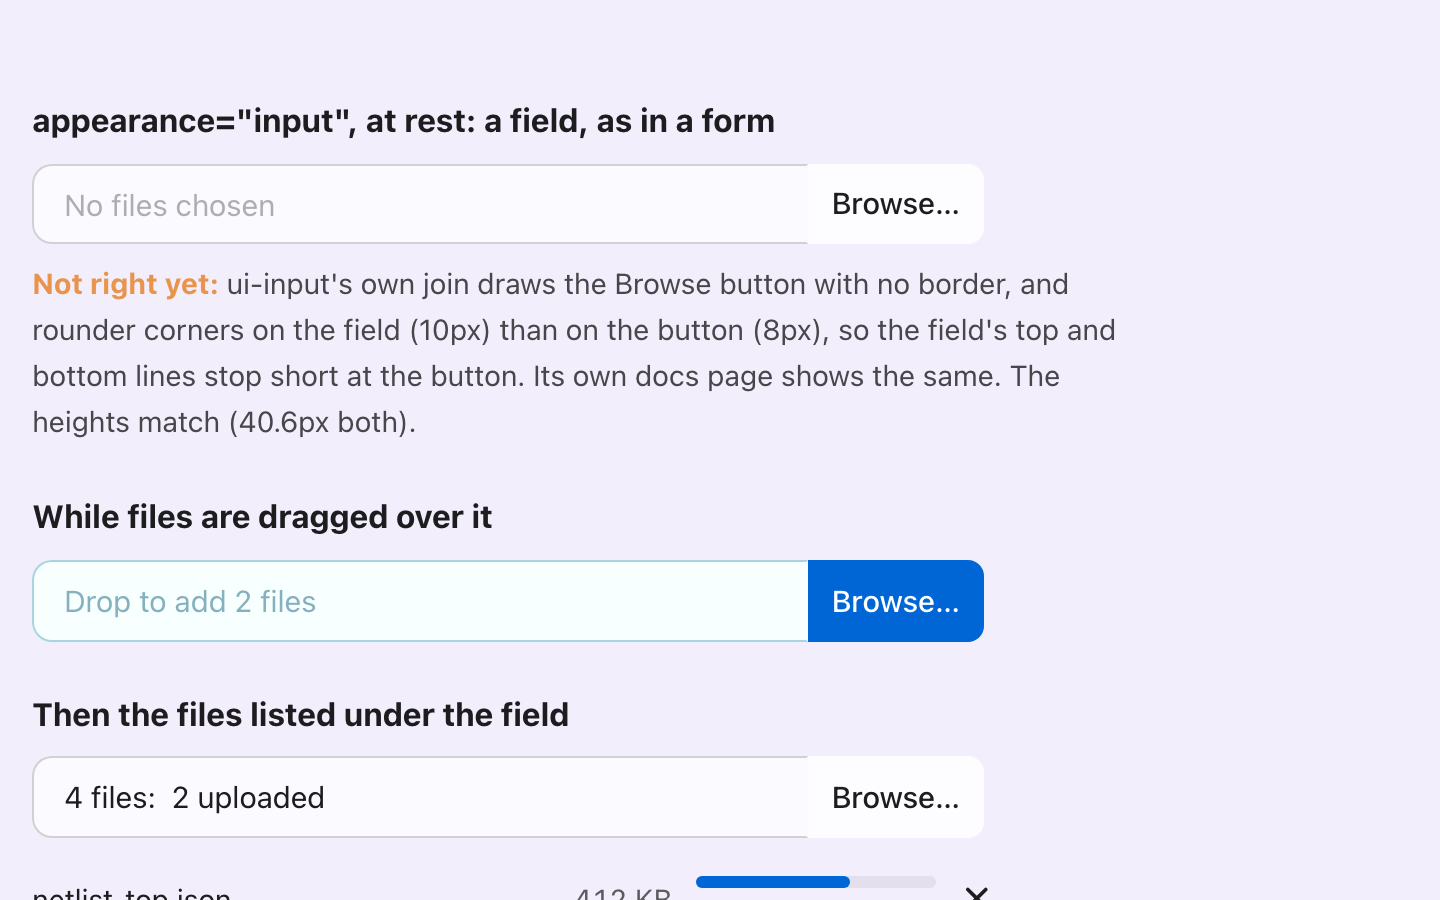 appearance="input", at rest: a field, as in a form
No files chosen
Browse...
Not right yet: ui-input's own join draws the Browse button with no border, and
rounder corners on the field (10px) than on the button (8px), so the field's top and
bottom lines stop short at the button. Its own docs page shows the same. The
heights match (40.6px both).
While files are dragged over it
Drop to add 2 files
Browse...
Then the files listed under the field
4 files:  2 uploaded
Browse...
netlist_top.json
412 KB